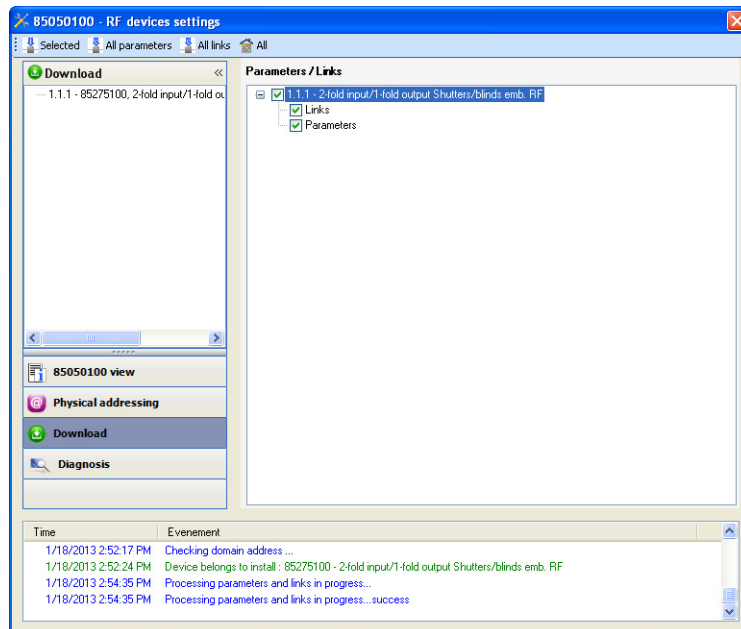 85050100 - RF devices settings
Selected All parameters All links All
Download
1.1.1 - 85275100, 2-fold input/1-fold ou
Parameters / Links
1.1.1 - 2-fold input/1-fold output Shutters/blinds emb. RF
Links
Parameters
85050100 view
Physical addressing
Download
Diagnosis
Time Evenement
1/18/2013 2:52:17 PM Checking domain address ...
1/18/2013 2:52:24 PM Device belongs to install : 85275100 - 2-fold input/1-fold output Shutters/blinds emb. RF
1/18/2013 2:54:35 PM Processing parameters and links in progress...
1/18/2013 2:54:35 PM Processing parameters and links in progress...success